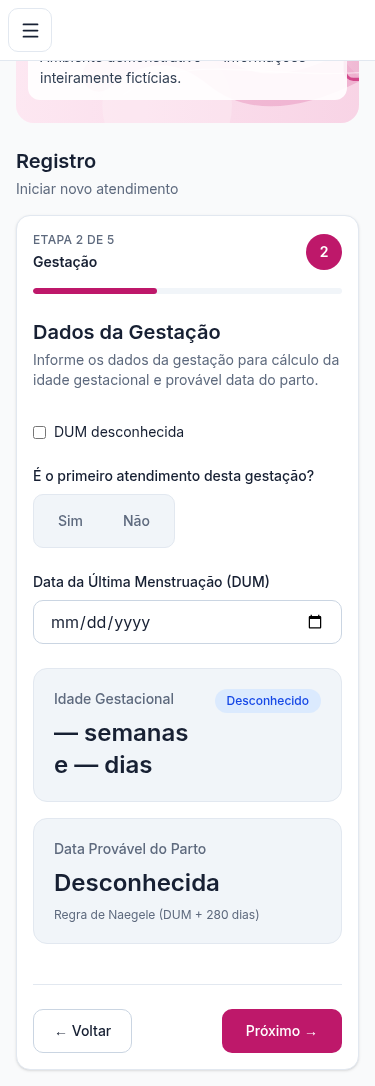 inteiramente fictícias.
Registro
Iniciar novo atendimento
ETAPA 2 DE 5
Gestação
2
Dados da Gestação
Informe os dados da gestação para cálculo da
idade gestacional e provável data do parto.
DUM desconhecida
É o primeiro atendimento desta gestação?
Sim Não
Data da Última Menstruação (DUM)
mm/dd/yyyy
Idade Gestacional
Desconhecido
— semanas
e — dias
Data Provável do Parto
Desconhecida
Regra de Naegele (DUM + 280 dias)
← Voltar
Próximo →